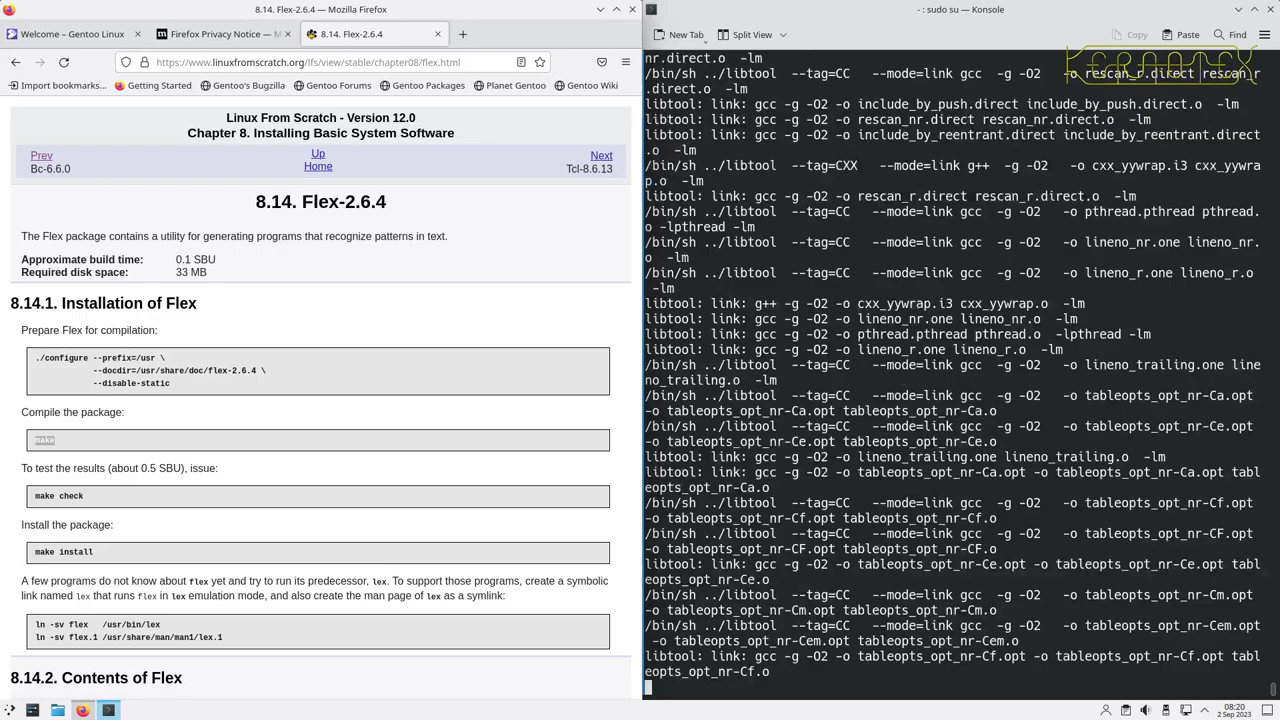 8.14. Flex-2.6.4 — Mozilla Firefox
Welcome – Gentoo Linux
Firefox Privacy Notice — M
8.14. Flex-2.6.4
https://www.linuxfromscratch.org/lfs/view/stable/chapter08/flex.html
Import bookmarks...
Getting Started
Gentoo's Bugzilla
Gentoo Forums
Gentoo Packages
Planet Gentoo
Gentoo Wiki
Linux From Scratch - Version 12.0
Chapter 8. Installing Basic System Software
Prev
Up
Next
Bc-6.6.0
Home
Tcl-8.6.13
8.14. Flex-2.6.4
The Flex package contains a utility for generating programs that recognize patterns in text.
Approximate build time: 0.1 SBU
Required disk space: 33 MB
8.14.1. Installation of Flex
Prepare Flex for compilation:
./configure --prefix=/usr \
--docdir=/usr/share/doc/flex-2.6.4 \
--disable-static
Compile the package:
make
To test the results (about 0.5 SBU), issue:
make check
Install the package:
make install
A few programs do not know about flex yet and try to run its predecessor, lex. To support those programs, create a symbolic
link named lex that runs flex in lex emulation mode, and also create the man page of lex as a symlink:
ln -sv flex   /usr/bin/lex
ln -sv flex.1 /usr/share/man/man1/lex.1
8.14.2. Contents of Flex
- : sudo su — Konsole
New Tab
Split View
Copy
Paste
Find
KERNOTEX
nr.direct.o  -lm
/bin/sh ../libtool  --tag=CC   --mode=link gcc  -g -O2   -o rescan_r.direct rescan_r
.direct.o  -lm
libtool: link: gcc -g -O2 -o include_by_push.direct include_by_push.direct.o  -lm
libtool: link: gcc -g -O2 -o rescan_nr.direct rescan_nr.direct.o  -lm
libtool: link: gcc -g -O2 -o include_by_reentrant.direct include_by_reentrant.direct
.o  -lm
/bin/sh ../libtool  --tag=CXX   --mode=link g++  -g -O2   -o cxx_yywrap.i3 cxx_yywra
p.o  -lm
libtool: link: gcc -g -O2 -o rescan_r.direct rescan_r.direct.o  -lm
/bin/sh ../libtool  --tag=CC   --mode=link gcc  -g -O2   -o pthread.pthread pthread.
o -lpthread -lm
/bin/sh ../libtool  --tag=CC   --mode=link gcc  -g -O2   -o lineno_nr.one lineno_nr.
o  -lm
/bin/sh ../libtool  --tag=CC   --mode=link gcc  -g -O2   -o lineno_r.one lineno_r.o
-lm
libtool: link: g++ -g -O2 -o cxx_yywrap.i3 cxx_yywrap.o  -lm
libtool: link: gcc -g -O2 -o lineno_nr.one lineno_nr.o  -lm
libtool: link: gcc -g -O2 -o pthread.pthread pthread.o  -lpthread -lm
libtool: link: gcc -g -O2 -o lineno_r.one lineno_r.o  -lm
/bin/sh ../libtool  --tag=CC   --mode=link gcc  -g -O2   -o lineno_trailing.one line
no_trailing.o  -lm
/bin/sh ../libtool  --tag=CC   --mode=link gcc  -g -O2   -o tableopts_opt_nr-Ca.opt
-o tableopts_opt_nr-Ca.opt tableopts_opt_nr-Ca.o
/bin/sh ../libtool  --tag=CC   --mode=link gcc  -g -O2   -o tableopts_opt_nr-Ce.opt
-o tableopts_opt_nr-Ce.opt tableopts_opt_nr-Ce.o
libtool: link: gcc -g -O2 -o lineno_trailing.one lineno_trailing.o  -lm
libtool: link: gcc -g -O2 -o tableopts_opt_nr-Ca.opt -o tableopts_opt_nr-Ca.opt tabl
eopts_opt_nr-Ca.o
/bin/sh ../libtool  --tag=CC   --mode=link gcc  -g -O2   -o tableopts_opt_nr-Cf.opt
-o tableopts_opt_nr-Cf.opt tableopts_opt_nr-Cf.o
/bin/sh ../libtool  --tag=CC   --mode=link gcc  -g -O2   -o tableopts_opt_nr-CF.opt
-o tableopts_opt_nr-CF.opt tableopts_opt_nr-CF.o
libtool: link: gcc -g -O2 -o tableopts_opt_nr-Ce.opt -o tableopts_opt_nr-Ce.opt tabl
eopts_opt_nr-Ce.o
/bin/sh ../libtool  --tag=CC   --mode=link gcc  -g -O2   -o tableopts_opt_nr-Cm.opt
-o tableopts_opt_nr-Cm.opt tableopts_opt_nr-Cm.o
/bin/sh ../libtool  --tag=CC   --mode=link gcc  -g -O2   -o tableopts_opt_nr-Cem.opt
-o tableopts_opt_nr-Cem.opt tableopts_opt_nr-Cem.o
libtool: link: gcc -g -O2 -o tableopts_opt_nr-Cf.opt -o tableopts_opt_nr-Cf.opt tabl
eopts_opt_nr-Cf.o
08:20
2 Sep 2023